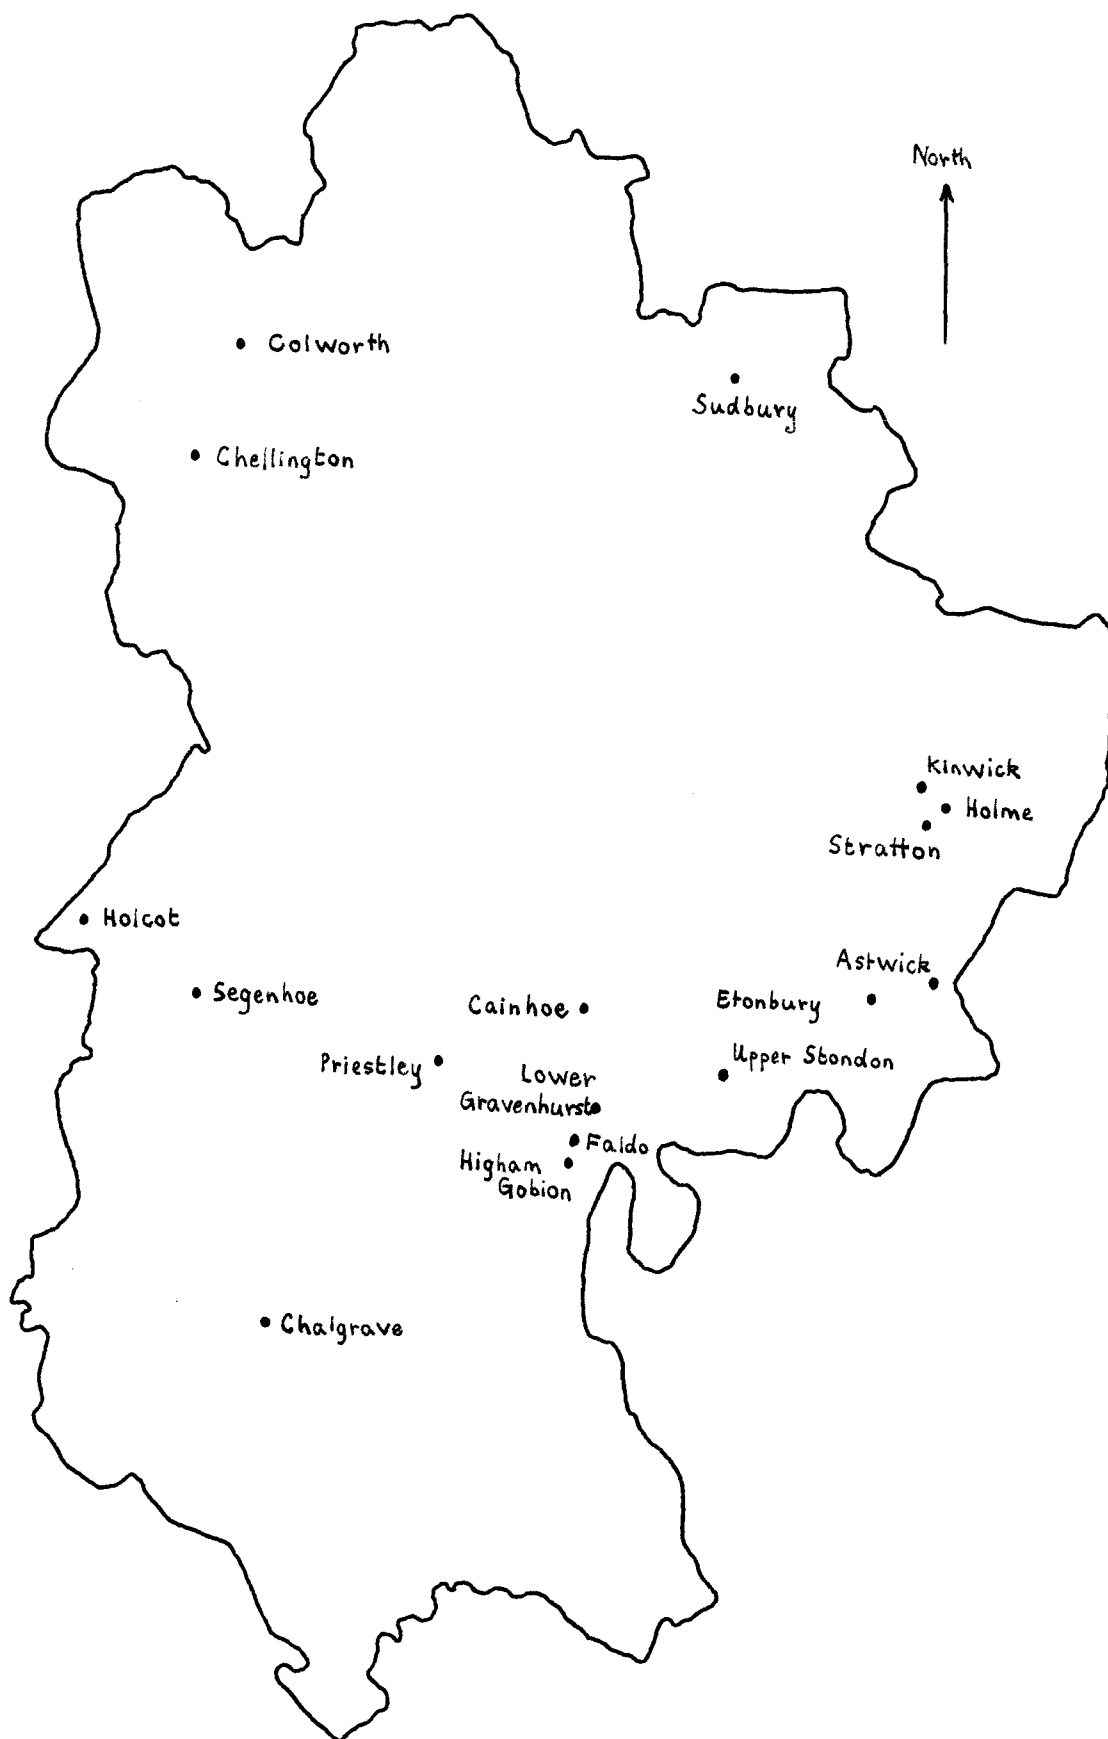 North
Colworth
Sudbury
Chellington
Kinwick
Holme
Stratton
Holcot
Astwick
Segenhoe
Cainhoe
Etonbury
Priestley
Upper Stondon
Lower
Gravenhurst
Faldo
Higham
Gobion
Chalgrave